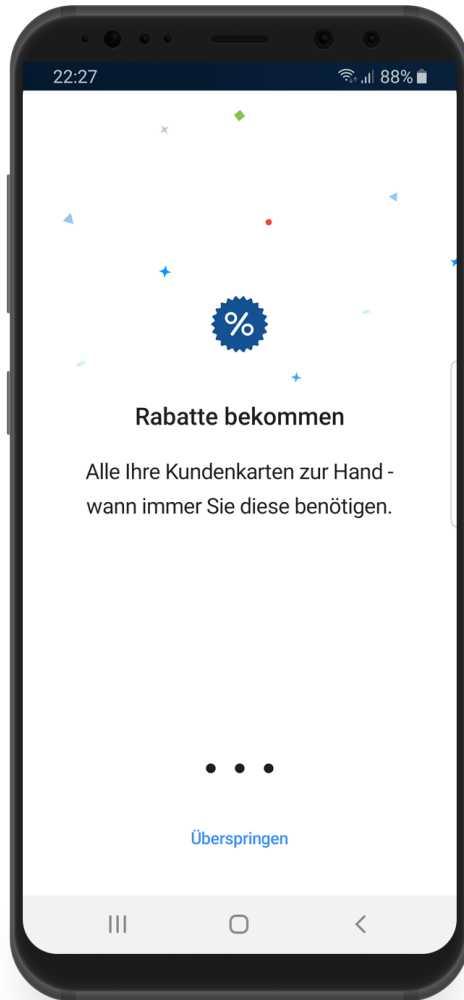 22:27
88%
%
Rabatte bekommen
Alle Ihre Kundenkarten zur Hand -
wann immer Sie diese benötigen.
Überspringen